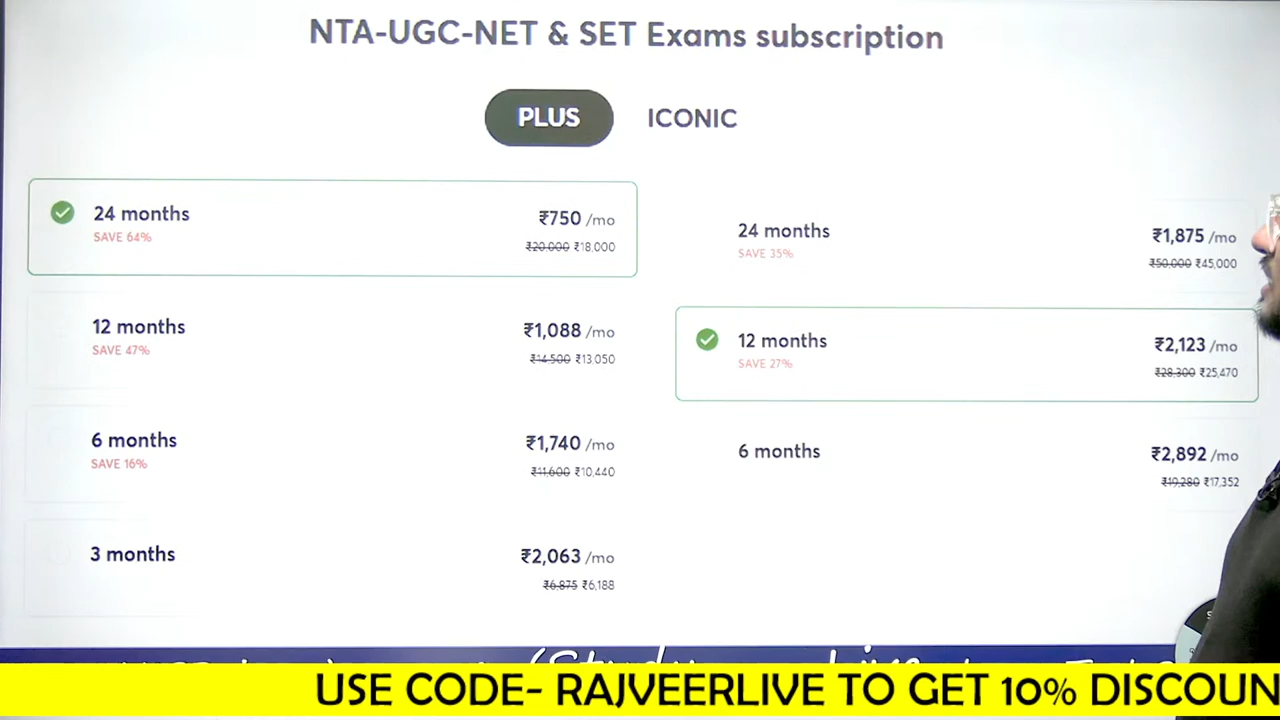 NTA-UGC-NET & SET Exams subscription
PLUS
ICONIC
24 months
SAVE 64%
₹750 /mo
₹20,000 ₹18,000
12 months
SAVE 47%
₹1,088 /mo
₹14,500 ₹13,050
6 months
SAVE 16%
₹1,740 /mo
₹11,600 ₹10,440
3 months
₹2,063 /mo
₹6,875 ₹6,188
24 months
SAVE 35%
₹1,875 /mo
₹50,000 ₹45,000
12 months
SAVE 27%
₹2,123 /mo
₹28,300 ₹25,470
6 months
₹2,892 /mo
₹19,280 ₹17,352
USE CODE- RAJVEERLIVE TO GET 10% DISCOUN